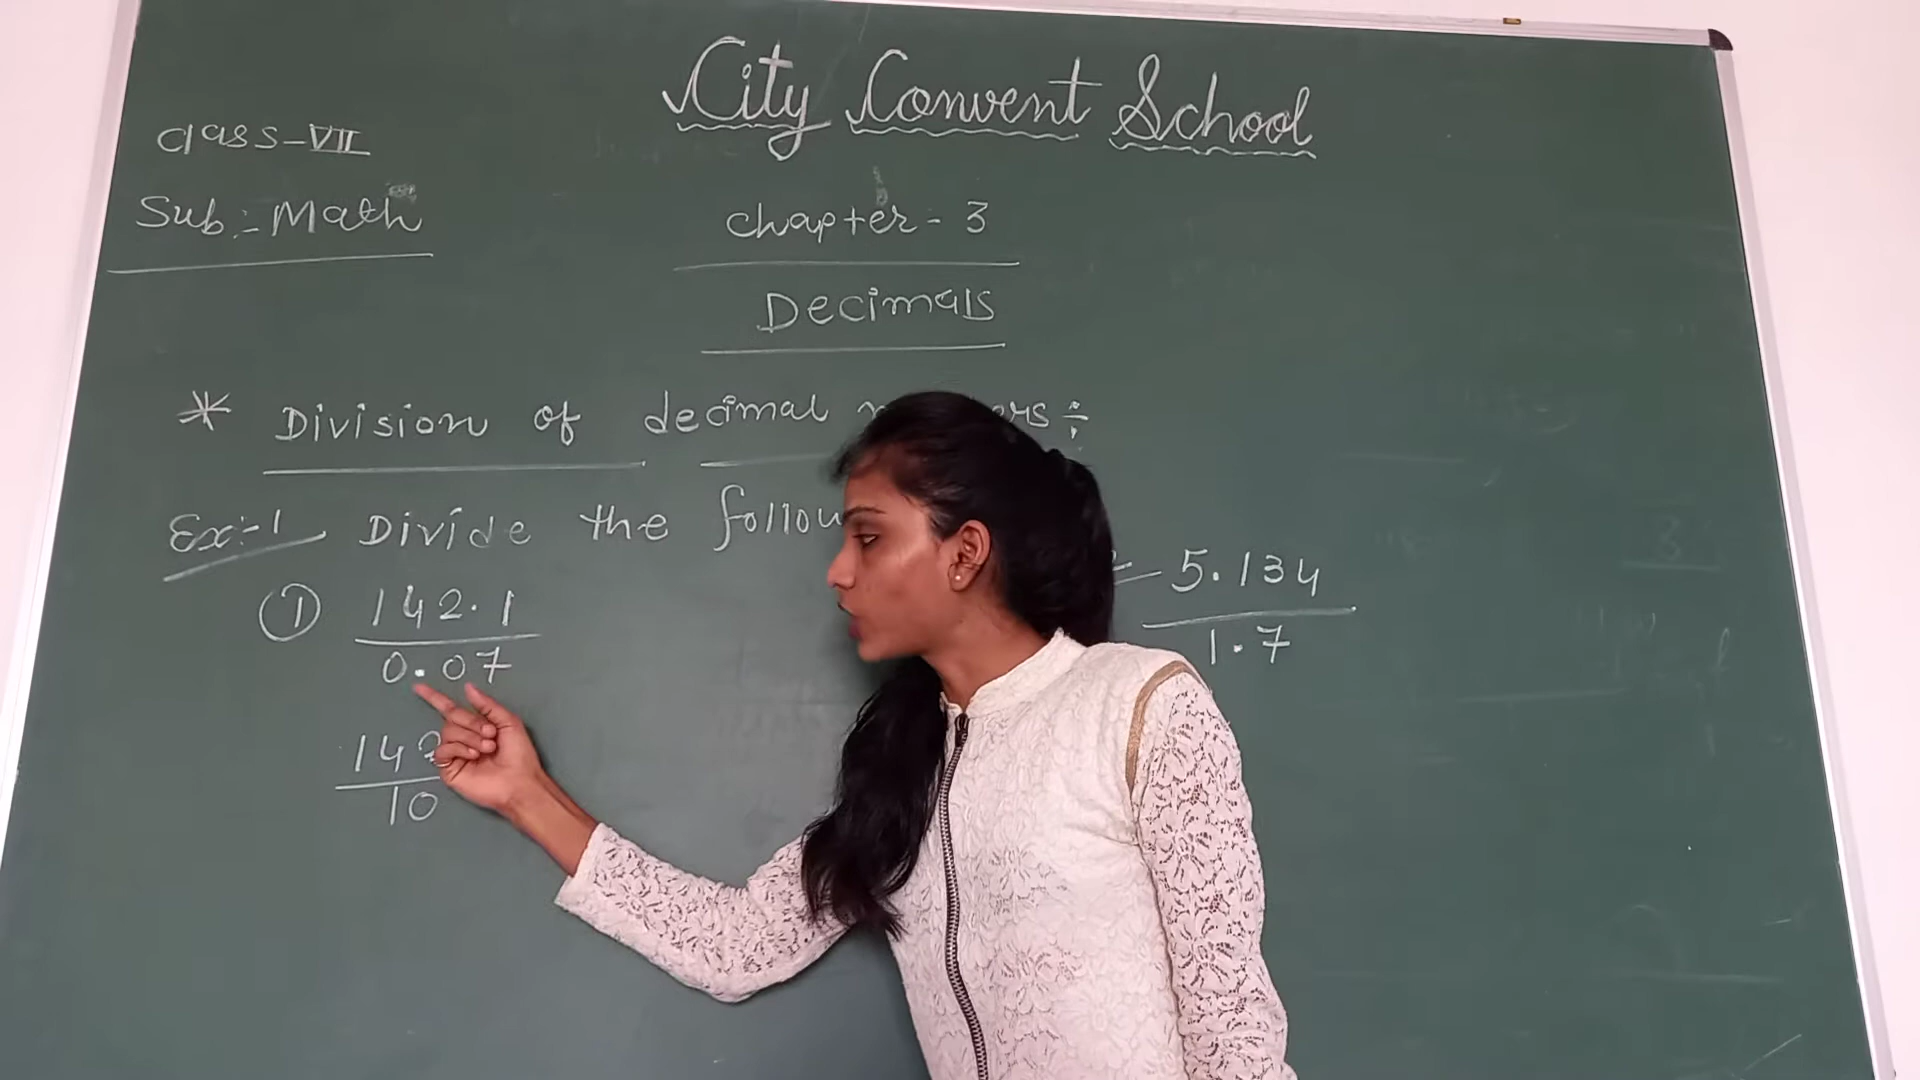 City Convent School
Class-VII
Sub:- Math
Chapter - 3
Decimals
* Division of decimal
Ex:-1 Divide the
① 142.1
0.07
5.134
1.7
14
10